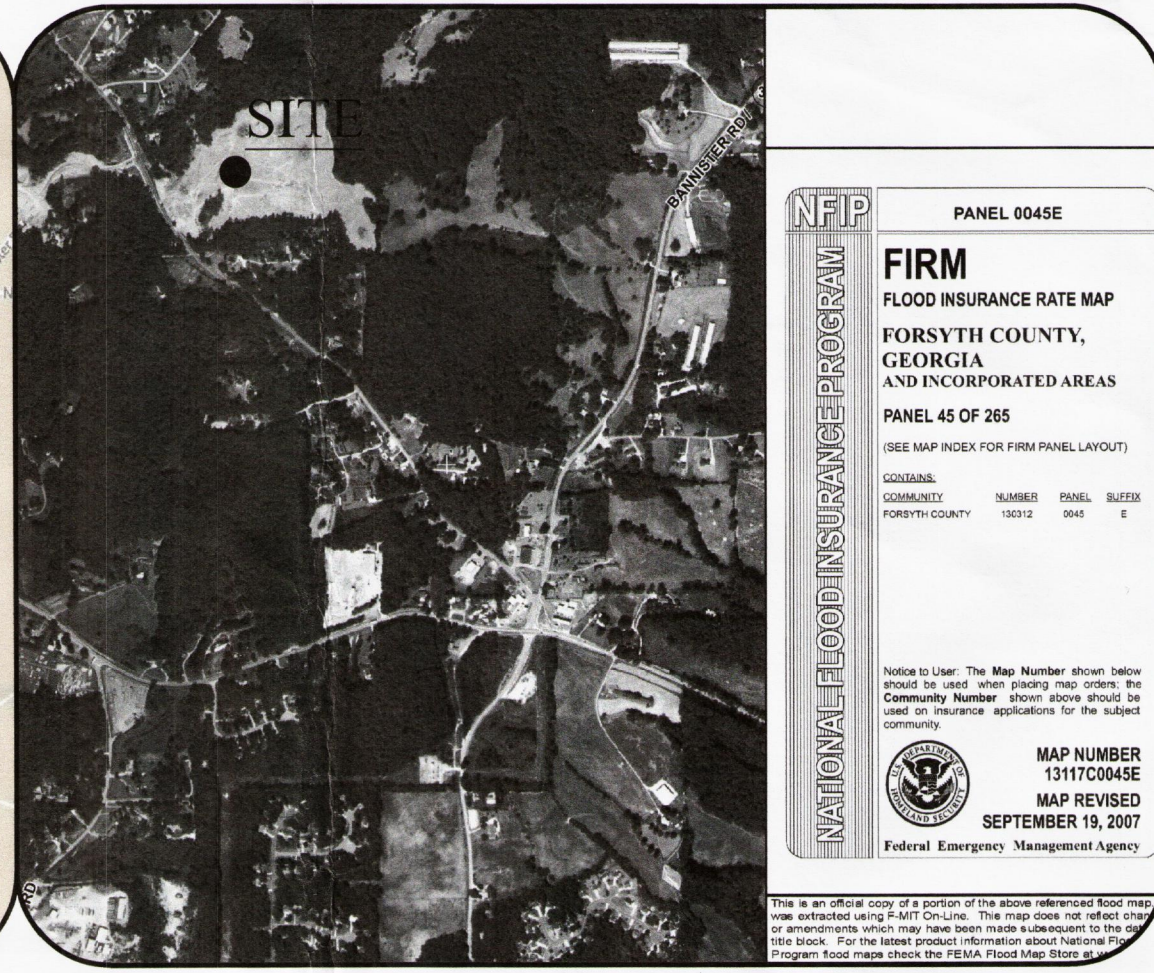 SITE
BANNISTER RD /
RD
NFIP
NATIONAL FLOOD INSURANCE PROGRAM
PANEL 0045E
FIRM
FLOOD INSURANCE RATE MAP
FORSYTH COUNTY,
GEORGIA
AND INCORPORATED AREAS
PANEL 45 OF 265
(SEE MAP INDEX FOR FIRM PANEL LAYOUT)
CONTAINS:
COMMUNITY NUMBER PANEL SUFFIX
FORSYTH COUNTY 130312 0045 E
Notice to User: The Map Number shown below
should be used when placing map orders; the
Community Number shown above should be
used on insurance applications for the subject
community.
U.S. DEPARTMENT OF
HOMELAND SECURITY
MAP NUMBER
13117C0045E
MAP REVISED
SEPTEMBER 19, 2007
Federal Emergency Management Agency
This is an official copy of a portion of the above referenced flood map.
was extracted using F-MIT On-Line. This map does not reflect
or amendments which may have been made subsequent to the
title block. For the latest product information about National
Program flood maps check the FEMA Flood Map Store at